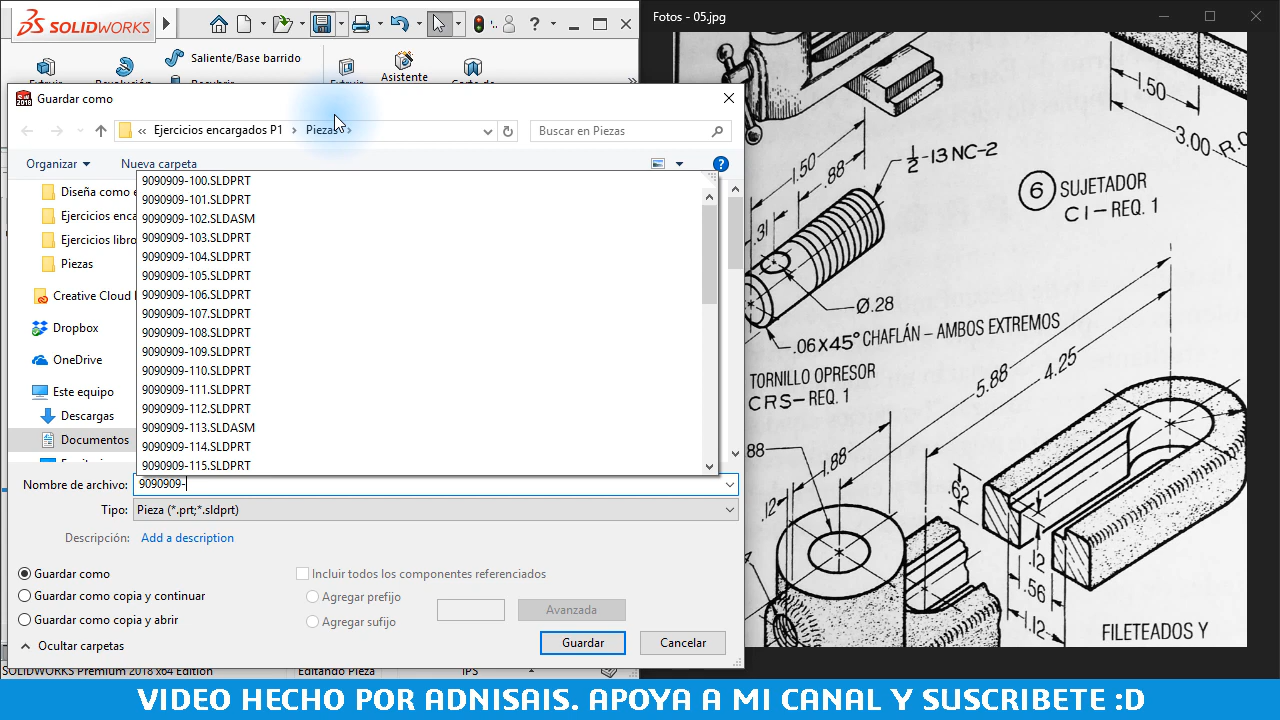 SOLIDWORKS
Saliente/Base barrido
Asistente
Guardar como
« Ejercicios encargados P1 › Piezas ›
Buscar en Piezas
Organizar
Nueva carpeta
Diseña como e
Ejercicios enca
Ejercicios libro
Piezas
Creative Cloud
Dropbox
OneDrive
Este equipo
Descargas
Documentos
9090909-100.SLDPRT
9090909-101.SLDPRT
9090909-102.SLDASM
9090909-103.SLDPRT
9090909-104.SLDPRT
9090909-105.SLDPRT
9090909-106.SLDPRT
9090909-107.SLDPRT
9090909-108.SLDPRT
9090909-109.SLDPRT
9090909-110.SLDPRT
9090909-111.SLDPRT
9090909-112.SLDPRT
9090909-113.SLDASM
9090909-114.SLDPRT
9090909-115.SLDPRT
Nombre de archivo: 9090909-
Tipo: Pieza (*.prt;*.sldprt)
Descripción: Add a description
Guardar como
Guardar como copia y continuar
Guardar como copia y abrir
Incluir todos los componentes referenciados
Agregar prefijo
Agregar sufijo
Avanzada
Ocultar carpetas
Guardar
Cancelar
SOLIDWORKS Premium 2018 x64 Edition
Editando Pieza
IPS
Fotos - 05.jpg
1.50
3.00 R.
1.50
.88
1/2-13 NC-2
6 SUJETADOR
CI-REQ. 1
.31
Ø.28
.06X45° CHAFLÁN – AMBOS EXTREMOS
TORNILLO OPRESOR
CRS-REQ. 1
5.88
4.25
88
1.88
.12
.62
.12
.56
1.12
FILETEADOS Y
VIDEO HECHO POR ADNISAIS. APOYA A MI CANAL Y SUSCRIBETE :D